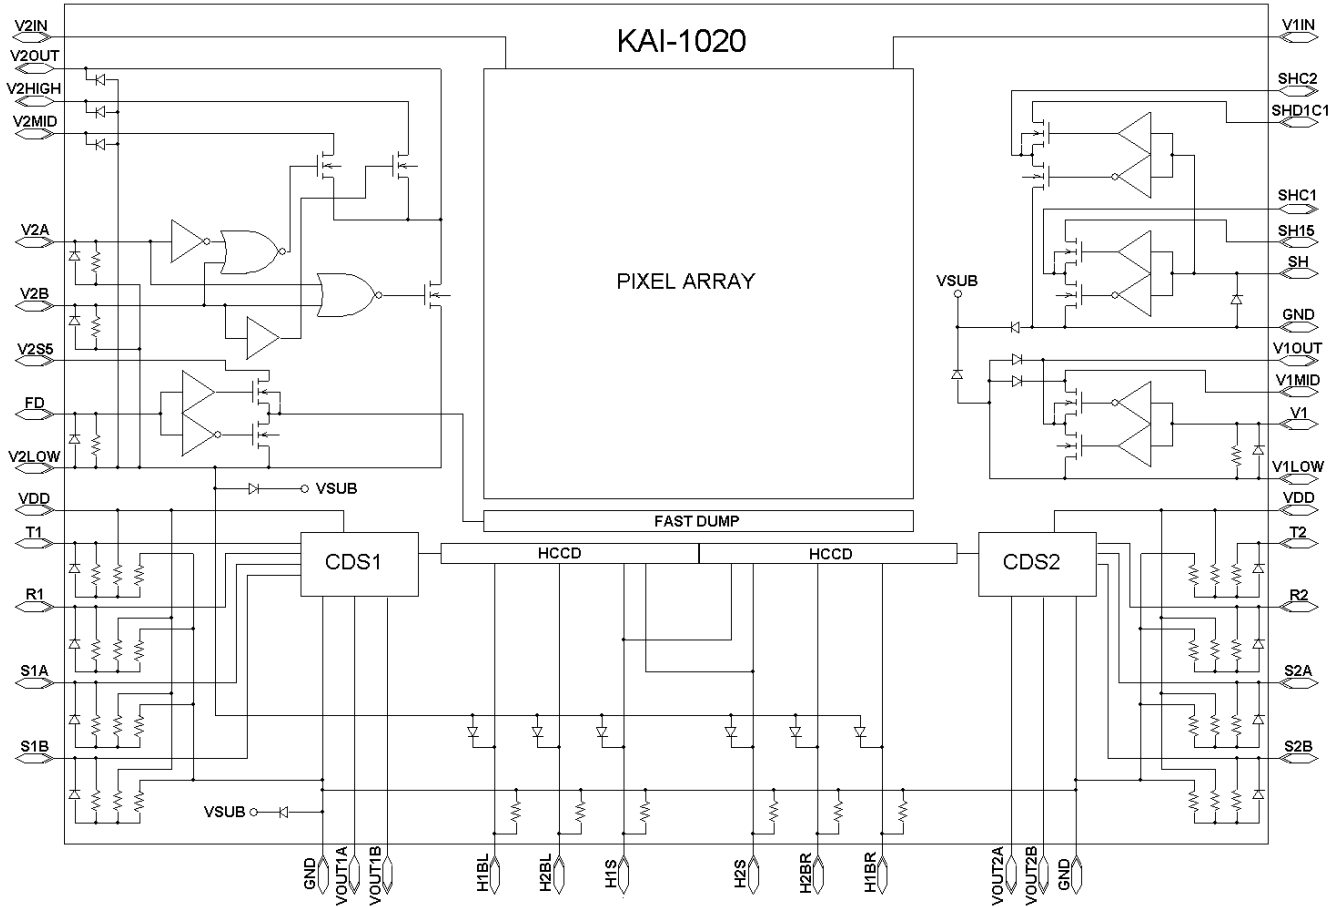 KAI-1020
V2IN
V2OUT
V2HIGH
V2MID
V2A
V2B
V2S5
FD
V2LOW
VSUB
VDD
T1
R1
S1A
S1B
VSUB
PIXEL ARRAY
FAST DUMP
CDS1
HCCD
HCCD
CDS2
V1IN
SHC2
SHD1C1
SHC1
SH15
SH
VSUB
GND
V1OUT
V1MID
V1
V1LOW
VDD
T2
R2
S2A
S2B
GND
VOUT1A
VOUT1B
H1BL
H2BL
H1S
H2S
H2BR
H1BR
VOUT2A
VOUT2B
GND